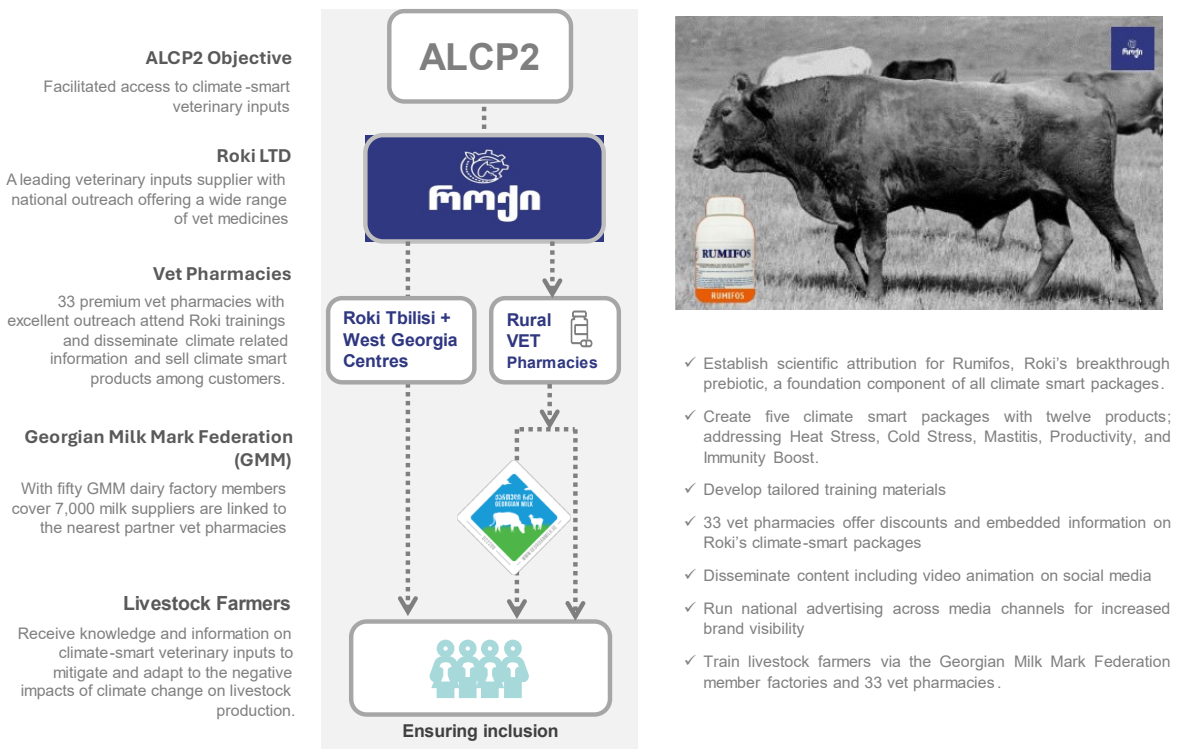 ALCP2 Objective
Facilitated access to climate-smart
veterinary inputs
Roki LTD
A leading veterinary inputs supplier with
national outreach offering a wide range
of vet medicines
Vet Pharmacies
33 premium vet pharmacies with
excellent outreach attend Roki trainings
and disseminate climate related
information and sell climate smart
products among customers.
Georgian Milk Mark Federation
(GMM)
With fifty GMM dairy factory members
cover 7,000 milk suppliers are linked to
the nearest partner vet pharmacies
Livestock Farmers
Receive knowledge and information on
climate-smart veterinary inputs to
mitigate and adapt to the negative
impacts of climate change on livestock
production.
ALCP2
როქი
Roki Tbilisi +
West Georgia
Centres
Rural
VET
Pharmacies
ქართული რძე
GEORGIAN MILK
Ensuring inclusion
როქი
RUMIFOS
RUMIFOS
✓ Establish scientific attribution for Rumifos, Roki's breakthrough
prebiotic, a foundation component of all climate smart packages.
✓ Create five climate smart packages with twelve products;
addressing Heat Stress, Cold Stress, Mastitis, Productivity, and
Immunity Boost.
✓ Develop tailored training materials
✓ 33 vet pharmacies offer discounts and embedded information on
Roki's climate-smart packages
✓ Disseminate content including video animation on social media
✓ Run national advertising across media channels for increased
brand visibility
✓ Train livestock farmers via the Georgian Milk Mark Federation
member factories and 33 vet pharmacies.